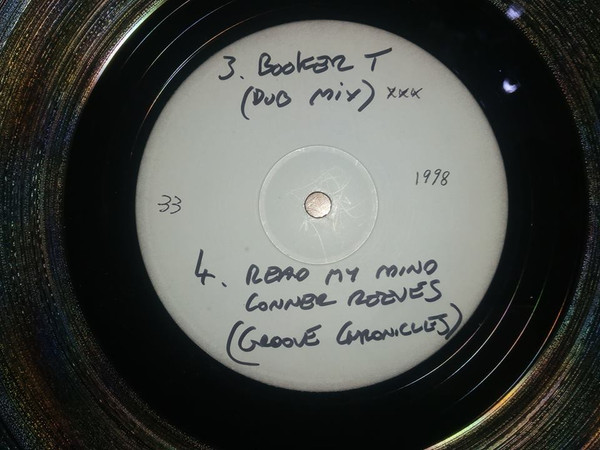 3. BOOKER T
(DUB MIX) xxx
1998
33
4. READ MY MIND
CONNER REEVES
(GROOVE CHRONICLES)